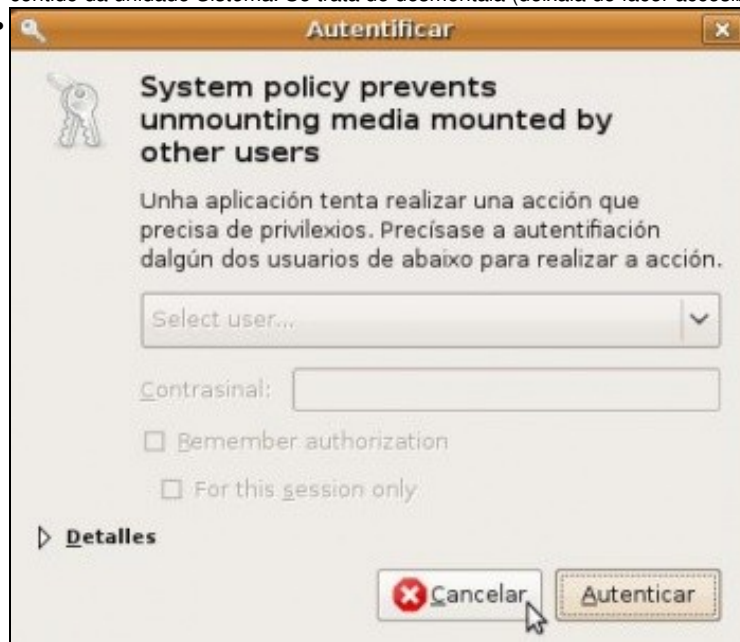 Autentificar
System policy prevents
unmounting media mounted by
other users
Unha aplicación tenta realizar una acción que
precisa de privilexios. Precísase a autentifiación
dalgún dos usuarios de abaixo para realizar a acción.
Select user...
Contrasinal:
Remember authorization
For this session only
Detalles
Cancelar
Autenticar